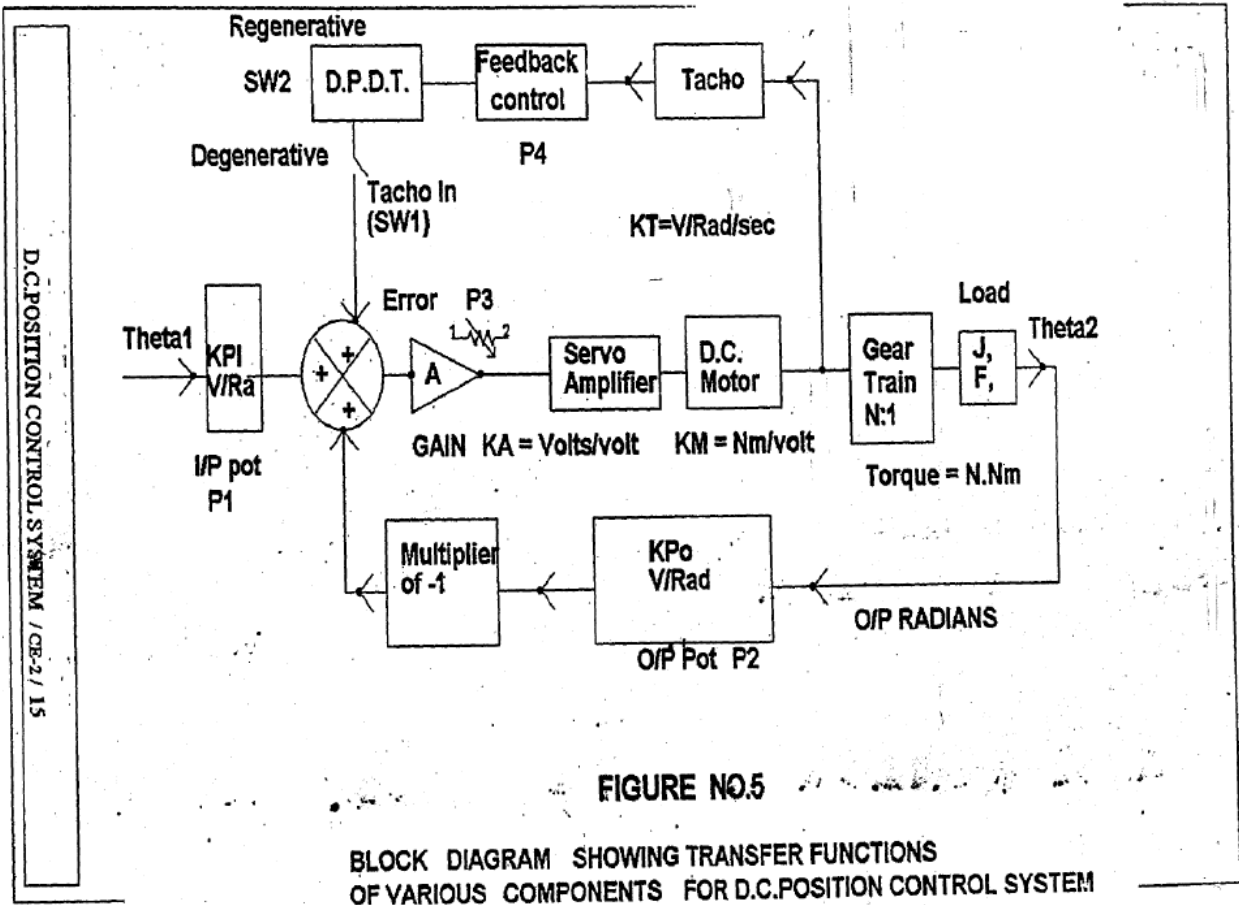 Regenerative
SW2
D.P.D.T.
Feedback
control
Tacho
P4
Degenerative
Tacho In
(SW1)
KT=V/Rad/sec
D.C.POSITION CONTROL SYSTEM / CE-2 / 15
Theta1
KPI
V/Ra
I/P pot
P1
+
+
+
Error
P3
1
2
A
Servo
Amplifier
D.C.
Motor
Gear
Train
N:1
Load
J,
F,
Theta2
GAIN KA = Volts/volt
KM = Nm/volt
Torque = N.Nm
Multiplier
of -1
KPo
V/Rad
O/P Pot P2
O/P RADIANS
FIGURE NO.5
BLOCK DIAGRAM SHOWING TRANSFER FUNCTIONS
OF VARIOUS COMPONENTS FOR D.C.POSITION CONTROL SYSTEM